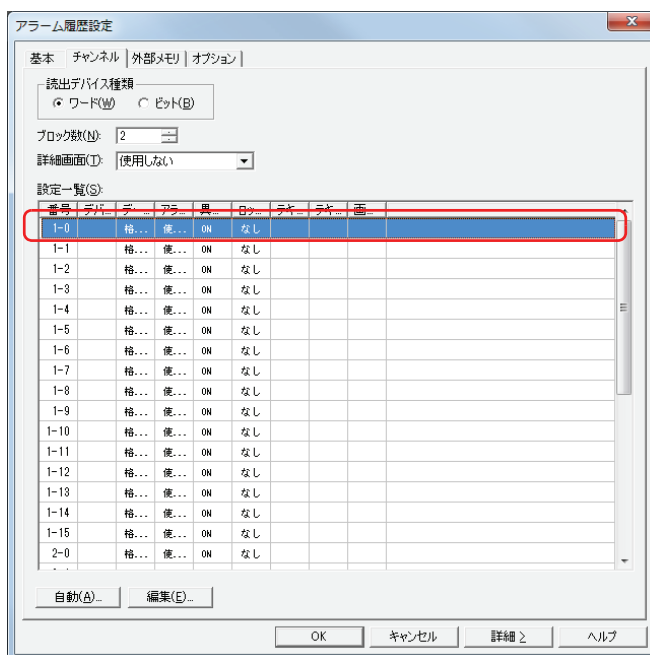 アラーム履歴設定
基本 チャンネル 外部メモリ オプション
読出デバイス種類
ワード(W) ビット(B)
ブロック数(N): 2
詳細画面(T): 使用しない
設定一覧(S):
番号 デバ... デー... アラ... 異... ロッ... テキ... テキ... 画...
1-0 格... 使... ON なし
1-1 格... 使... ON なし
1-2 格... 使... ON なし
1-3 格... 使... ON なし
1-4 格... 使... ON なし
1-5 格... 使... ON なし
1-6 格... 使... ON なし
1-7 格... 使... ON なし
1-8 格... 使... ON なし
1-9 格... 使... ON なし
1-10 格... 使... ON なし
1-11 格... 使... ON なし
1-12 格... 使... ON なし
1-13 格... 使... ON なし
1-14 格... 使... ON なし
1-15 格... 使... ON なし
2-0 格... 使... ON なし
自動(A)... 編集(E)...
OK キャンセル 詳細 ≥ ヘルプ